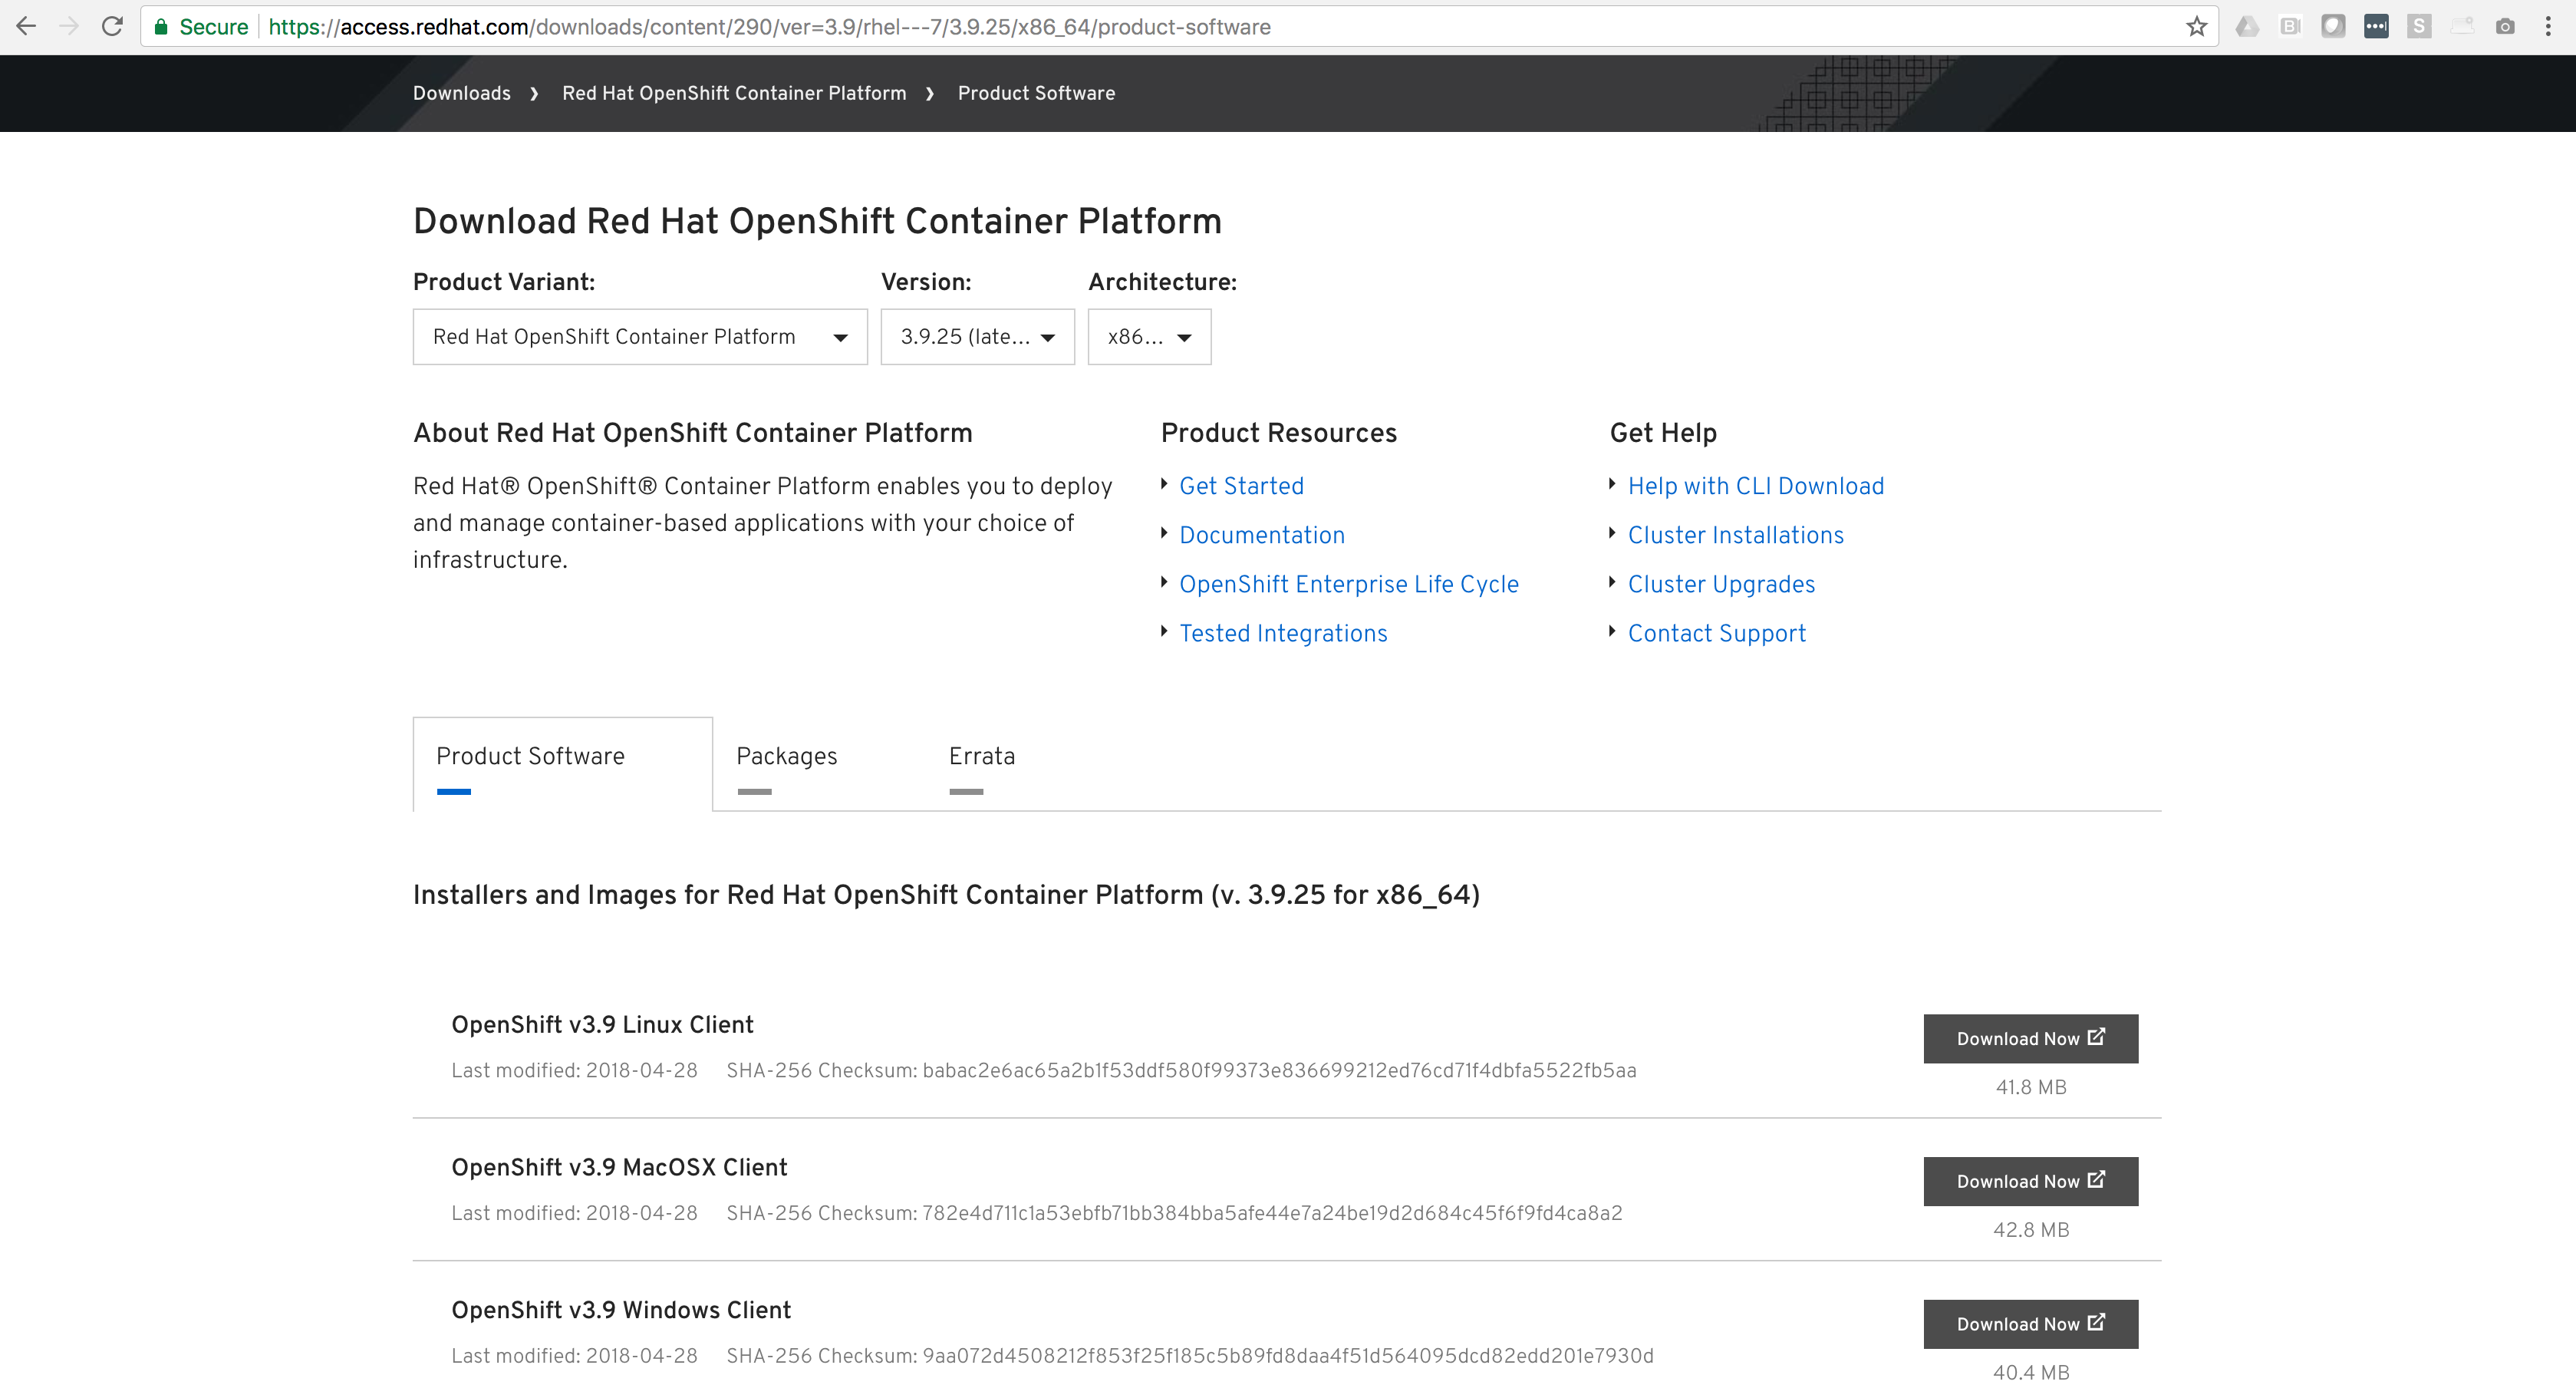 Secure https://access.redhat.com/downloads/content/290/ver=3.9/rhel---7/3.9.25/x86_64/product-software
Downloads ❯ Red Hat OpenShift Container Platform ❯ Product Software
Download Red Hat OpenShift Container Platform
Product Variant: Version: Architecture:
Red Hat OpenShift Container Platform 3.9.25 (late... x86...
About Red Hat OpenShift Container Platform
Red Hat® OpenShift® Container Platform enables you to deploy
and manage container-based applications with your choice of
infrastructure.
Product Resources
Get Started
Documentation
OpenShift Enterprise Life Cycle
Tested Integrations
Get Help
Help with CLI Download
Cluster Installations
Cluster Upgrades
Contact Support
Product Software Packages Errata
Installers and Images for Red Hat OpenShift Container Platform (v. 3.9.25 for x86_64)
OpenShift v3.9 Linux Client
Last modified: 2018-04-28 SHA-256 Checksum: babac2e6ac65a2b1f53ddf580f99373e836699212ed76cd71f4dbfa5522fb5aa
Download Now
41.8 MB
OpenShift v3.9 MacOSX Client
Last modified: 2018-04-28 SHA-256 Checksum: 782e4d711c1a53ebfb71bb384bba5afe44e7a24be19d2d684c45f6f9fd4ca8a2
Download Now
42.8 MB
OpenShift v3.9 Windows Client
Last modified: 2018-04-28 SHA-256 Checksum: 9aa072d4508212f853f25f185c5b89fd8daa4f51d564095dcd82edd201e7930d
Download Now
40.4 MB